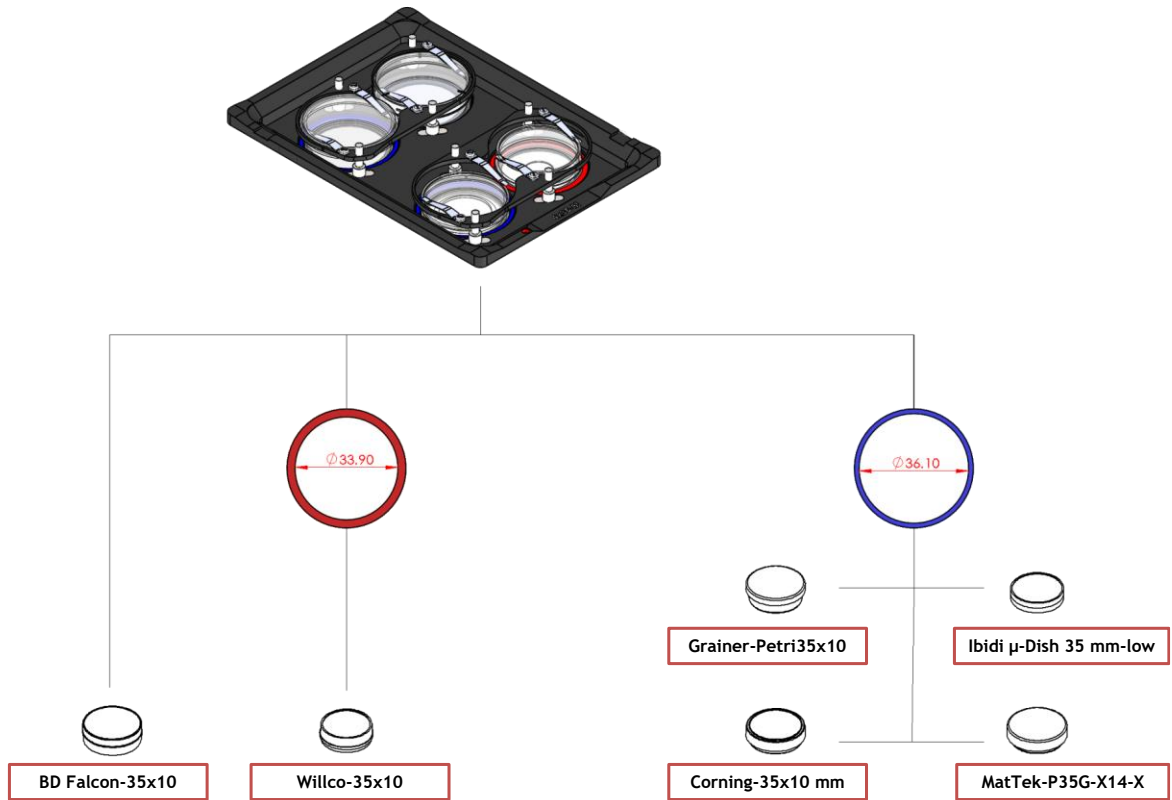 Ø33.90
Ø36.10
Grainer-Petri35x10
Ibidi µ-Dish 35 mm-low
BD Falcon-35x10
Willco-35x10
Corning-35x10 mm
MatTek-P35G-X14-X